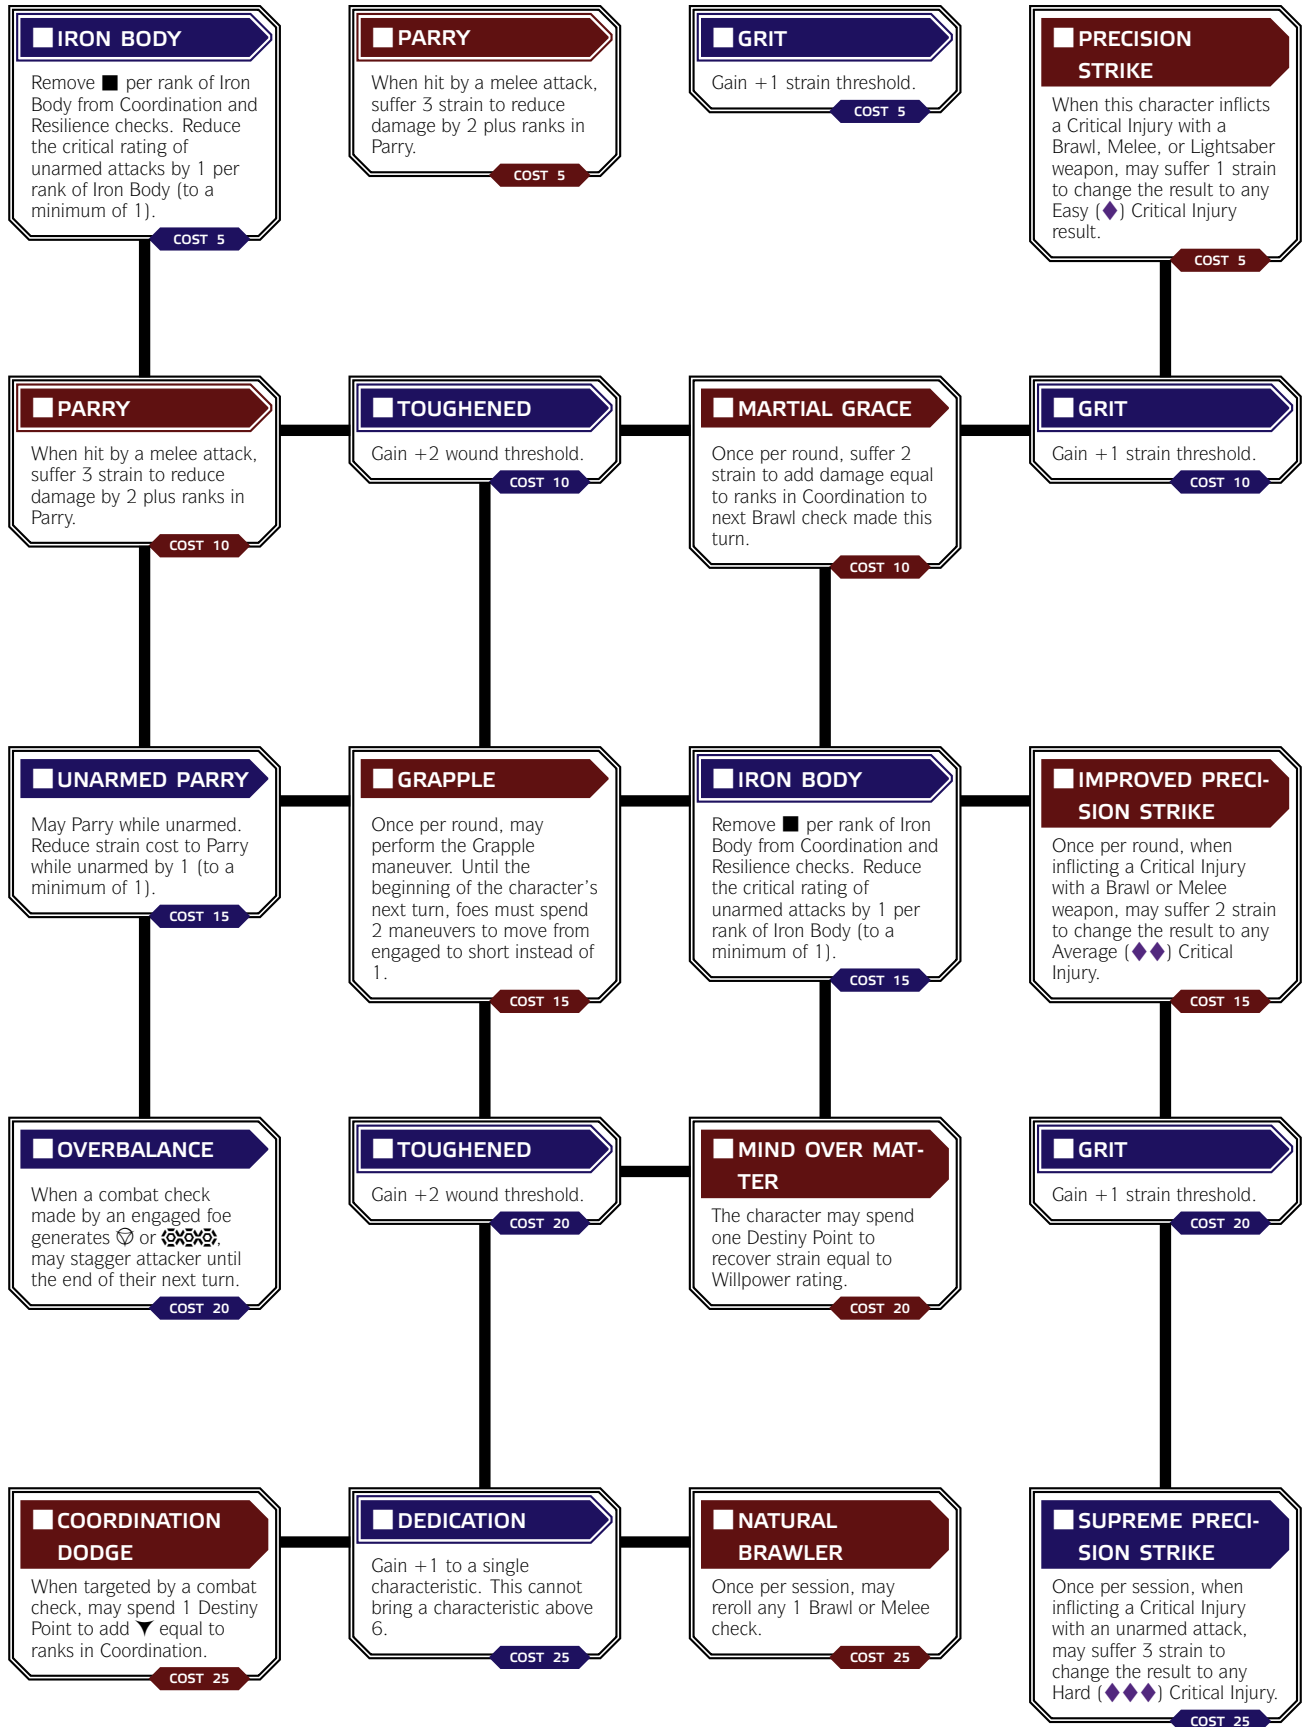 IRON BODY
Remove ■ per rank of Iron
Body from Coordination and
Resilience checks. Reduce
the critical rating of
unarmed attacks by 1 per
rank of Iron Body (to a
minimum of 1).
COST 5
PARRY
When hit by a melee attack,
suffer 3 strain to reduce
damage by 2 plus ranks in
Parry.
COST 5
GRIT
Gain +1 strain threshold.
COST 5
PRECISION
STRIKE
When this character inflicts
a Critical Injury with a
Brawl, Melee, or Lightsaber
weapon, may suffer 1 strain
to change the result to any
Easy (♦) Critical Injury
result.
COST 5
PARRY
When hit by a melee attack,
suffer 3 strain to reduce
damage by 2 plus ranks in
Parry.
COST 10
TOUGHENED
Gain +2 wound threshold.
COST 10
MARTIAL GRACE
Once per round, suffer 2
strain to add damage equal
to ranks in Coordination to
next Brawl check made this
turn.
COST 10
GRIT
Gain +1 strain threshold.
COST 10
UNARMED PARRY
May Parry while unarmed.
Reduce strain cost to Parry
while unarmed by 1 (to a
minimum of 1).
COST 15
GRAPPLE
Once per round, may
perform the Grapple
maneuver. Until the
beginning of the character's
next turn, foes must spend
2 maneuvers to move from
engaged to short instead of
1.
COST 15
IRON BODY
Remove ■ per rank of Iron
Body from Coordination and
Resilience checks. Reduce
the critical rating of
unarmed attacks by 1 per
rank of Iron Body (to a
minimum of 1).
COST 15
IMPROVED PRECI-
SION STRIKE
Once per round, when
inflicting a Critical Injury
with a Brawl or Melee
weapon, may suffer 2 strain
to change the result to any
Average (♦♦) Critical
Injury.
COST 15
OVERBALANCE
When a combat check
made by an engaged foe
generates or ,
may stagger attacker until
the end of their next turn.
COST 20
TOUGHENED
Gain +2 wound threshold.
COST 20
MIND OVER MAT-
TER
The character may spend
one Destiny Point to
recover strain equal to
Willpower rating.
COST 20
GRIT
Gain +1 strain threshold.
COST 20
COORDINATION
DODGE
When targeted by a combat
check, may spend 1 Destiny
Point to add equal to
ranks in Coordination.
COST 25
DEDICATION
Gain +1 to a single
characteristic. This cannot
bring a characteristic above
6.
COST 25
NATURAL
BRAWLER
Once per session, may
reroll any 1 Brawl or Melee
check.
COST 25
SUPREME PRECI-
SION STRIKE
Once per session, when
inflicting a Critical Injury
with an unarmed attack,
may suffer 3 strain to
change the result to any
Hard (♦♦♦) Critical Injury.
COST 25